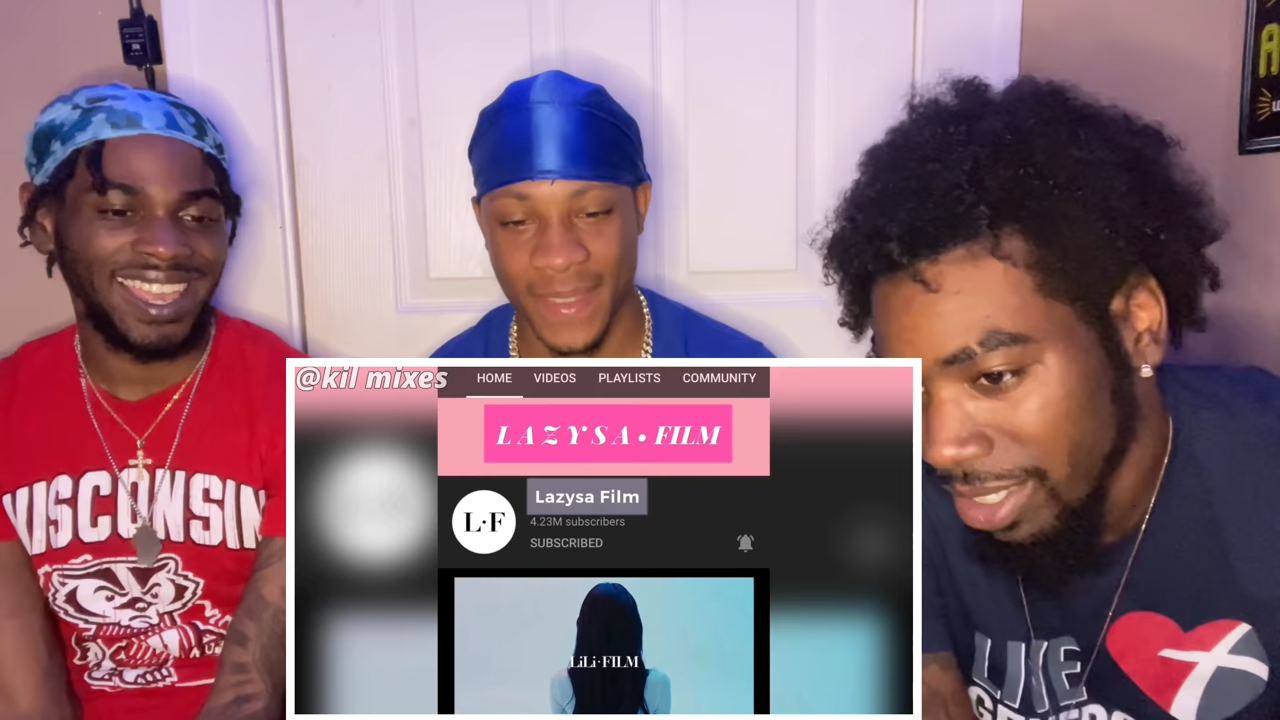 @kil mixes
HOME VIDEOS PLAYLISTS COMMUNITY
LAZYSA • FILM
L·F
Lazysa Film
4.23M subscribers
SUBSCRIBED
LiLi·FILM
WISCONSIN